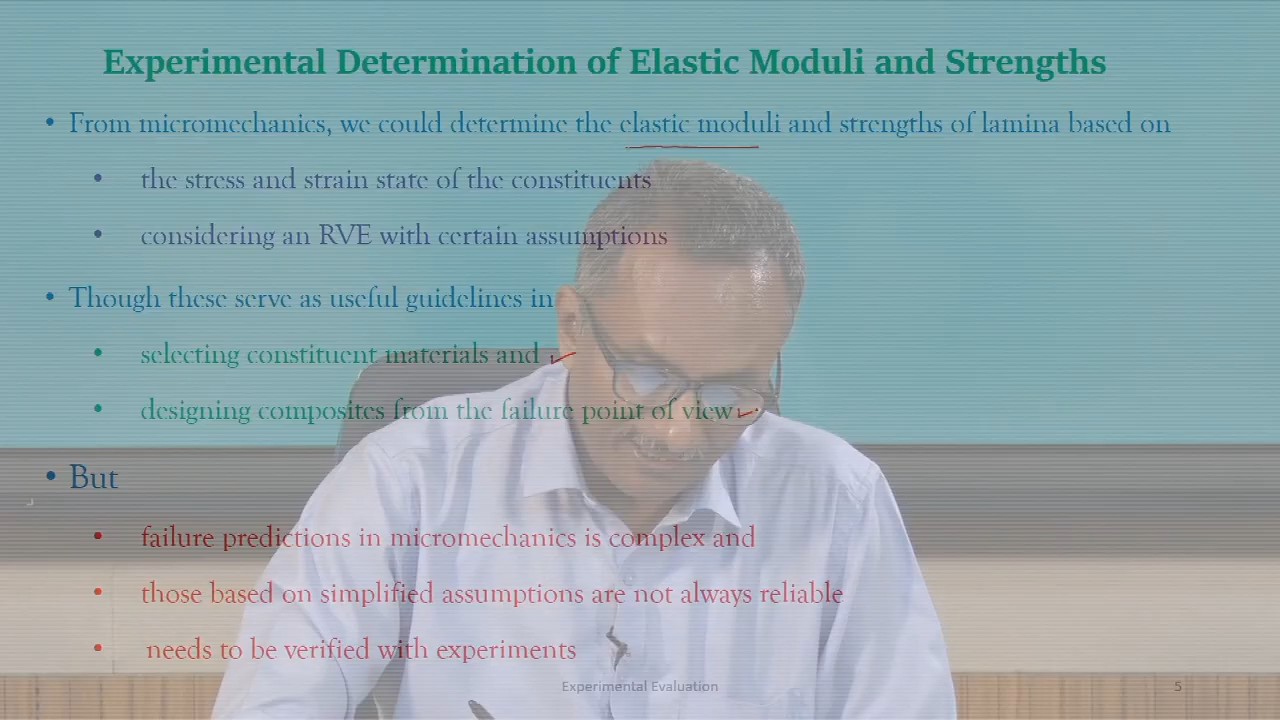 Experimental Determination of Elastic Moduli and Strengths
• From micromechanics, we could determine the elastic moduli and strengths of lamina based on
• the stress and strain state of the constituents
• considering an RVE with certain assumptions
• Though these serve as useful guidelines in
• selecting constituent materials and
• designing composites from the failure point of view
• But
• failure predictions in micromechanics is complex and
• those based on simplified assumptions are not always reliable
• needs to be verified with experiments
Experimental Evaluation 5